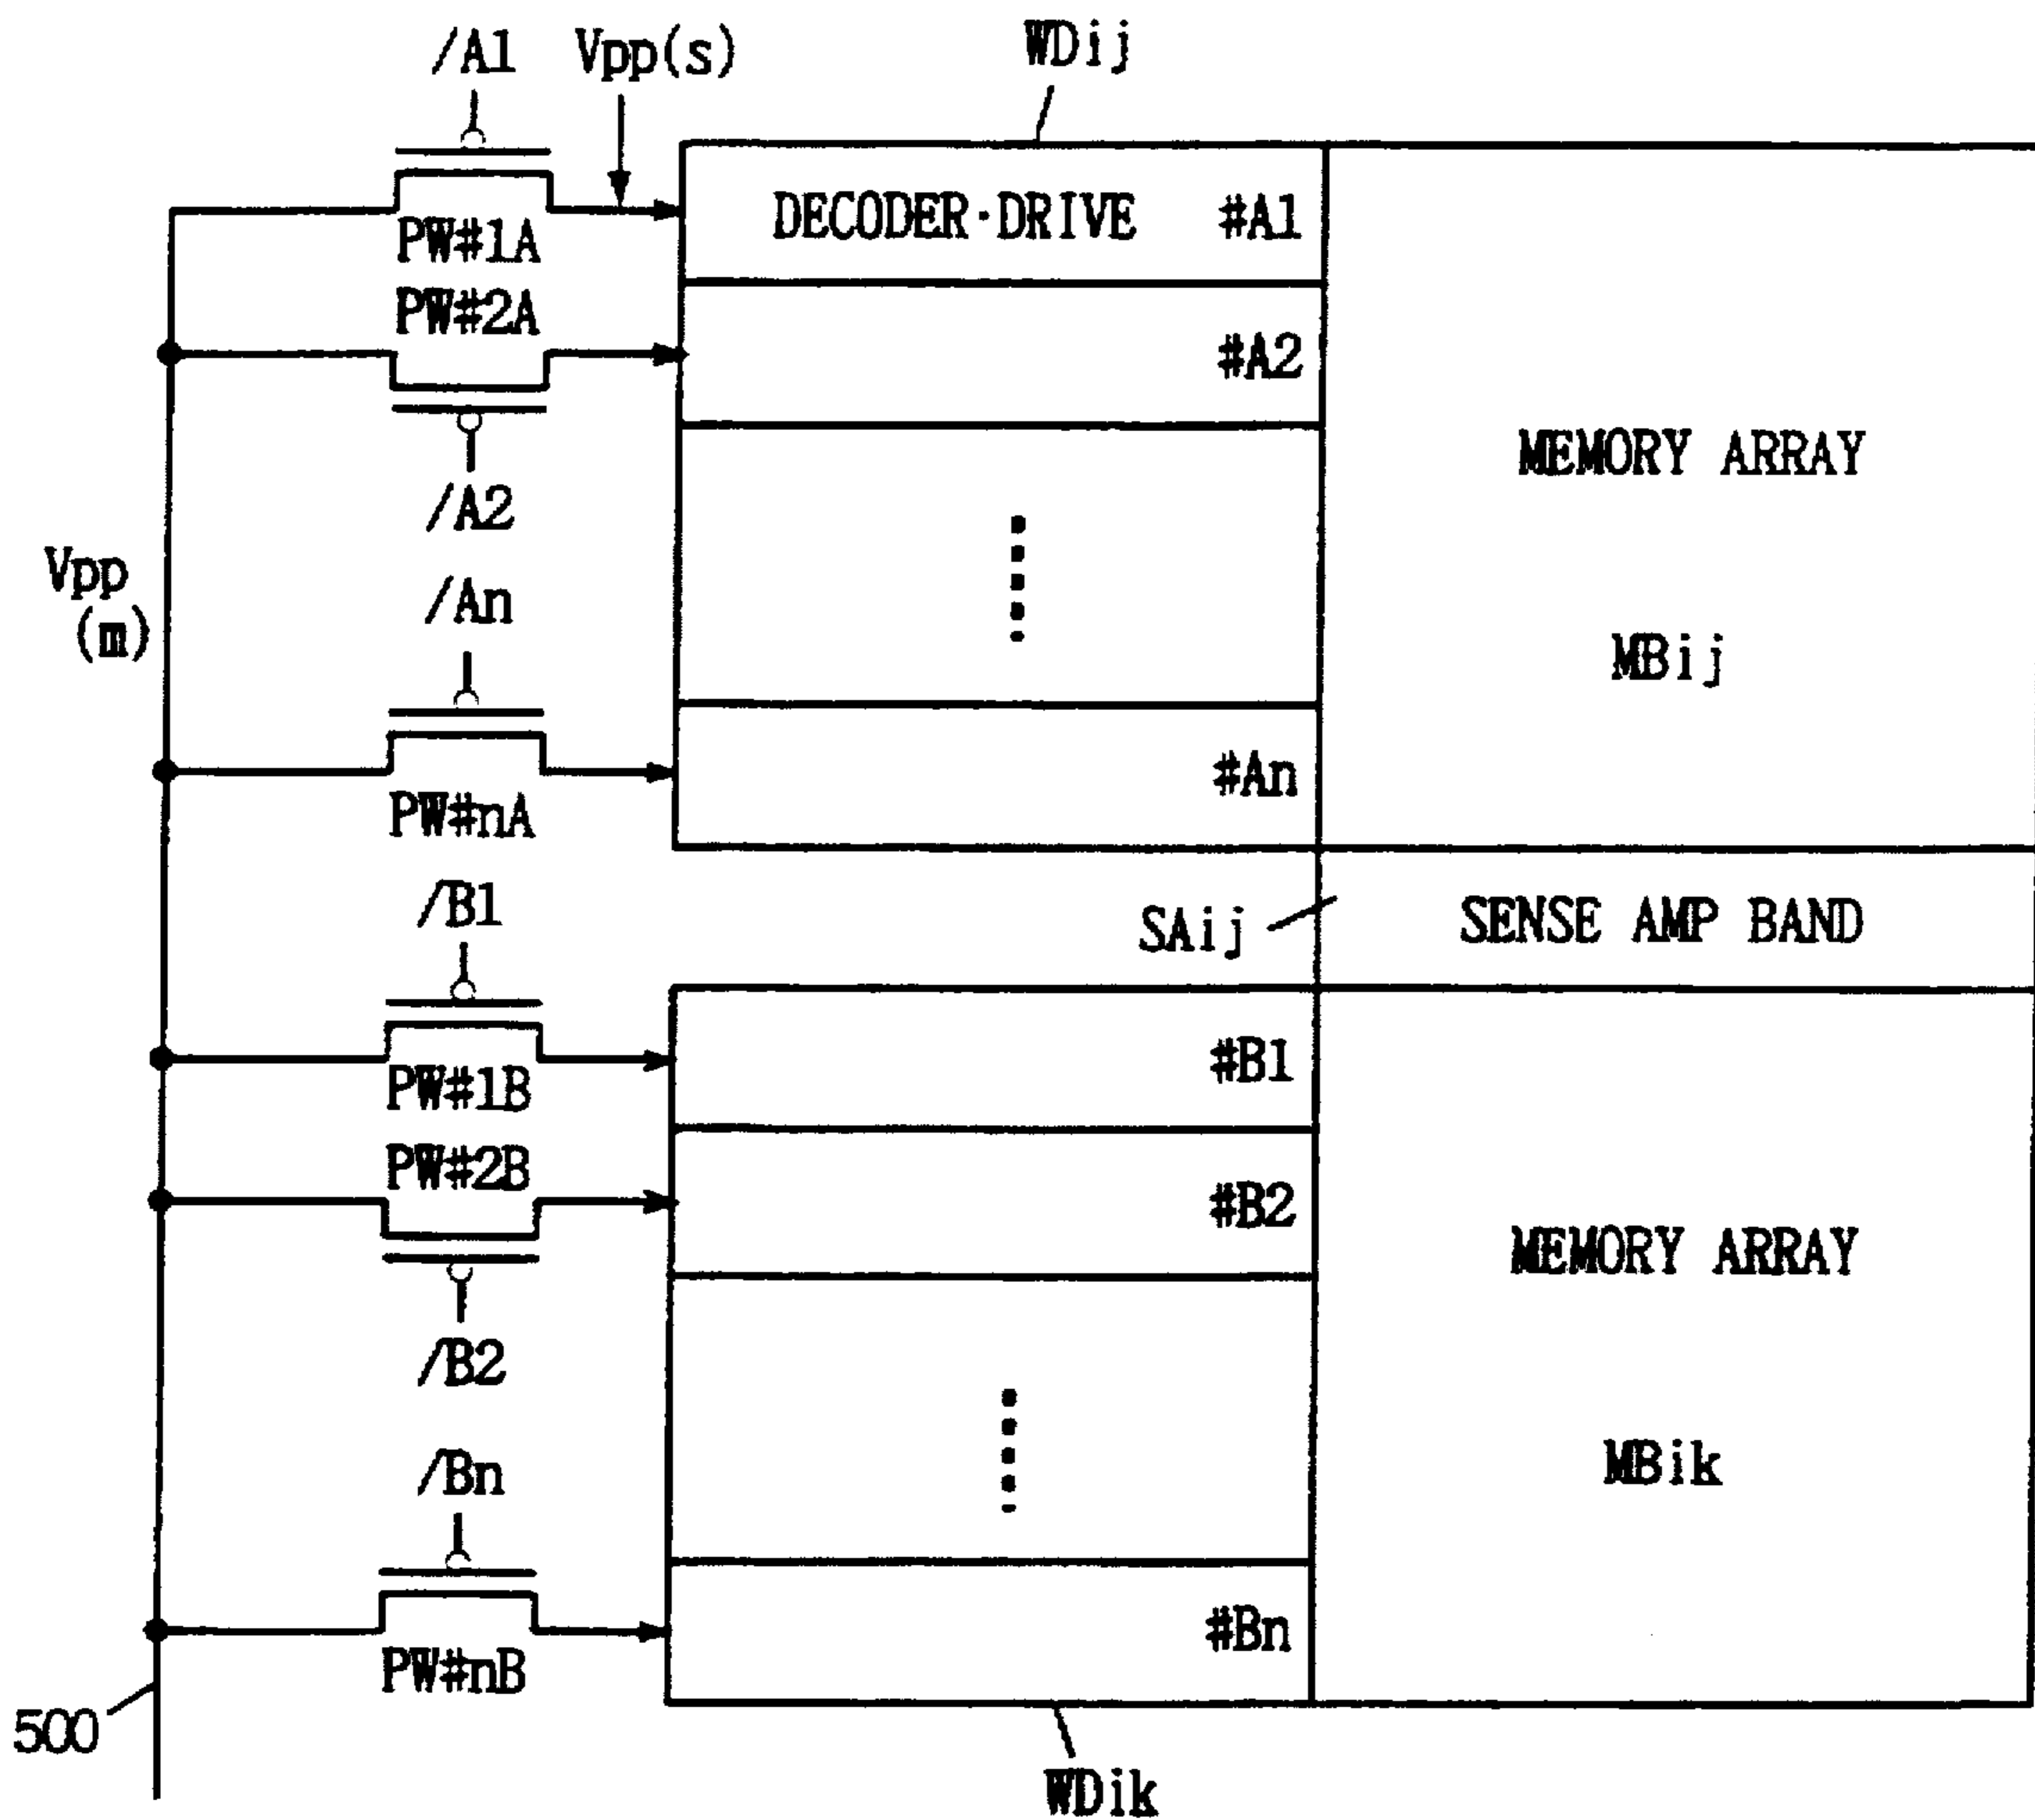 /A1
Vpp(s)
WDij
DECODER·DRIVE #A1
PW#1A
PW#2A
#A2
/A2
MEMORY ARRAY
MBij
Vpp
(m)
/An
#An
PW#nA
/B1
SAij
SENSE AMP BAND
#B1
PW#1B
PW#2B
#B2
/B2
MEMORY ARRAY
MBik
/Bn
#Bn
PW#nB
500
WDik